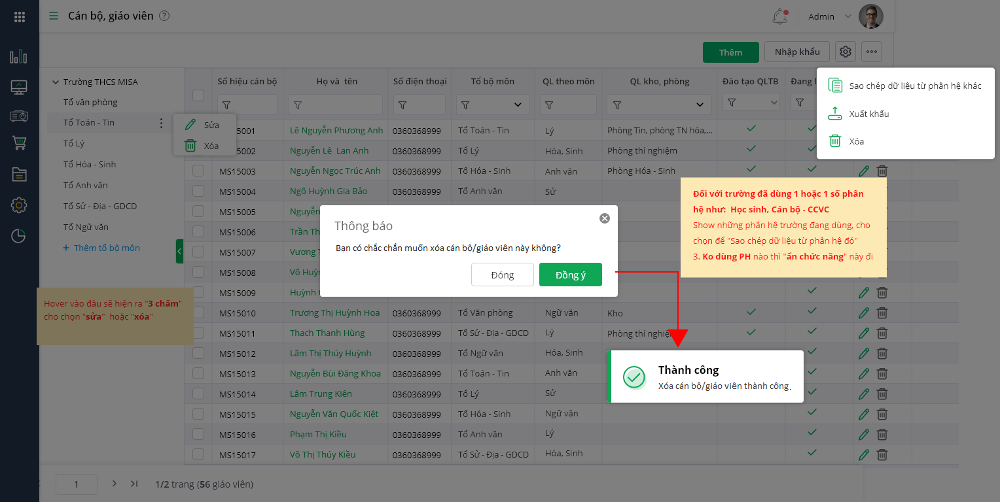 Cán bộ, giáo viên
Admin
Thêm
Nhập khẩu
Sao chép dữ liệu từ phân hệ khác
Xuất khẩu
Xóa
Trường THCS MISA
Tổ văn phòng
Tổ Toán - Tin
Tổ Lý
Tổ Hóa - Sinh
Tổ Anh văn
Tổ Sử - Địa - GDCD
Tổ Ngữ văn
+ Thêm tổ bộ môn
Sửa
Xóa
Hover vào đâu sẽ hiện ra "3 chấm"
cho chọn "sửa" hoặc "xóa"
Số hiệu cán bộ Họ và tên Số điện thoại Tổ bộ môn QL theo môn QL kho, phòng Đào tạo QLTB Đang l
5001 Lê Nguyễn Phương Anh 0360368999 Tổ Toán - Tin Lý Phòng Tin, phòng TN hóa,...
5002 Nguyễn Lê Lan Anh 0360368999 Tổ Lý Hóa, Sinh Phòng thí nghiệm
MS15003 Nguyễn Ngọc Trúc Anh 0360368999 Tổ Hóa - Sinh Anh văn Phòng Hóa - Sinh
MS15004 Ngô Huỳnh Gia Bảo 0360368999 Tổ Anh văn Sử
MS15005 Nguyễn
MS15006 Trần Th
MS15007 Vương
MS15008 Võ Huỳn
MS15009 Huỳnh
MS15010 Trương Thị Huỳnh Hoa 0360368999 Tổ Văn phòng Ngữ văn Kho
MS15011 Thạch Thanh Hùng 0360368999 Tổ Sử - Địa - GDCD Lý Phòng thí nghiệ
MS15012 Lâm Thị Thúy Huỳnh 0360368999 Tổ Ngữ văn Hóa, Sinh
MS15013 Nguyễn Bùi Đăng Khoa 0360368999 Tổ Toán - Tin Anh văn
MS15014 Lâm Trung Kiên 0360368999 Tổ Lý Sử
MS15015 Nguyễn Văn Quốc Kiệt 0360368999 Tổ Hóa - Sinh Ngữ văn
MS15016 Phạm Thị Kiều 0360368999 Tổ Anh văn Lý
MS15017 Võ Thị Thúy Kiều 0360368999 Tổ Sử - Địa - GDCD Hóa, Sinh
Đối với trường đã dùng 1 hoặc 1 số phân
hệ như: Học sinh, Cán bộ - CCVC
Show những phân hệ trường đang dùng, cho
chọn để "Sao chép dữ liệu từ phân hệ đó"
3. Ko dùng PH nào thì "ẩn chức năng" này đi
Thông báo
Bạn có chắc chắn muốn xóa cán bộ/giáo viên này không?
Đóng
Đồng ý
Thành công
Xóa cán bộ/giáo viên thành công.
1
1/2 trang (56 giáo viên)